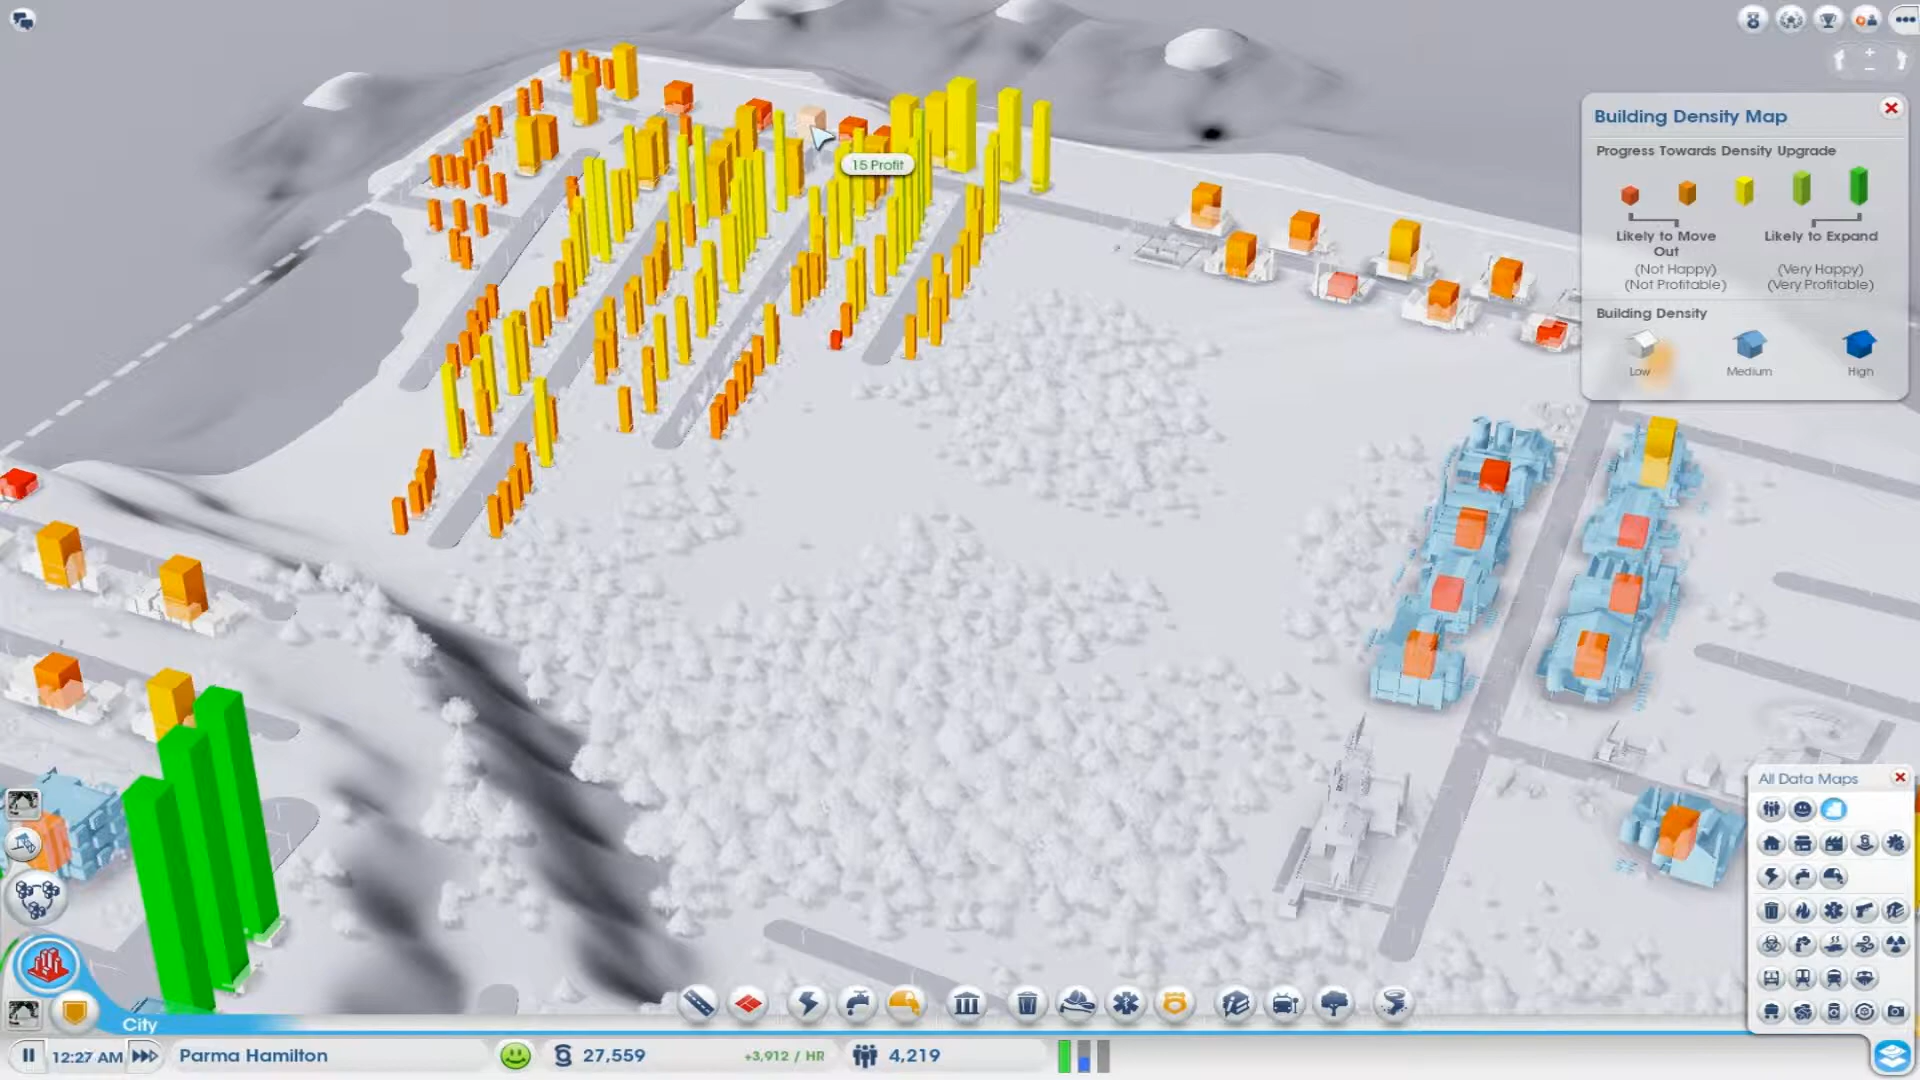 15 Profit
Building Density Map
Progress Towards Density Upgrade
Likely to Move Out
Likely to Expand
(Not Happy)
(Very Happy)
(Not Profitable)
(Very Profitable)
Building Density
Low
Medium
High
All Data Maps
City
12:27 AM
Parma Hamilton
27,559
+3,912 / HR
4,219